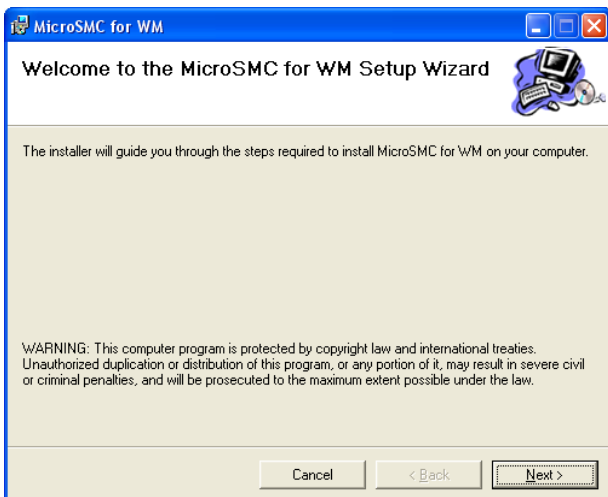 MicroSMC for WM
Welcome to the MicroSMC for WM Setup Wizard
The installer will guide you through the steps required to install MicroSMC for WM on your computer.
WARNING: This computer program is protected by copyright law and international treaties.
Unauthorized duplication or distribution of this program, or any portion of it, may result in severe civil
or criminal penalties, and will be prosecuted to the maximum extent possible under the law.
Cancel
< Back
Next >